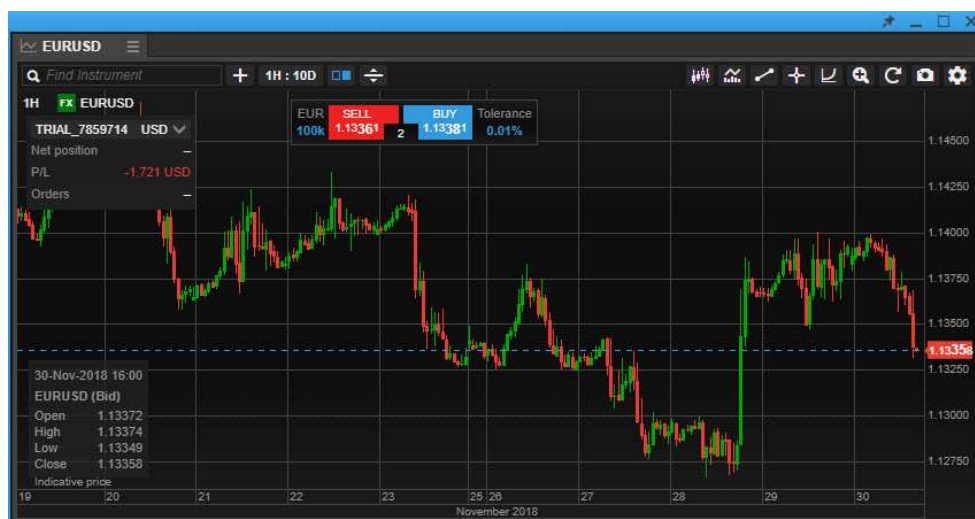 EURUSD
Find Instrument
1H : 10D
1H FX EURUSD
TRIAL_7859714 USD
Net position –
P/L -1.721 USD
Orders –
EUR SELL BUY Tolerance
100k 1.13361 2 1.13381 0.01%
1.14500
1.14250
1.14000
1.13750
1.13500
1.13358
1.13250
1.13000
1.12750
30-Nov-2018 16:00
EURUSD (Bid)
Open 1.13372
High 1.13374
Low 1.13349
Close 1.13358
Indicative price
19 20 21 22 23 25 26 27 28 29 30
November 2018